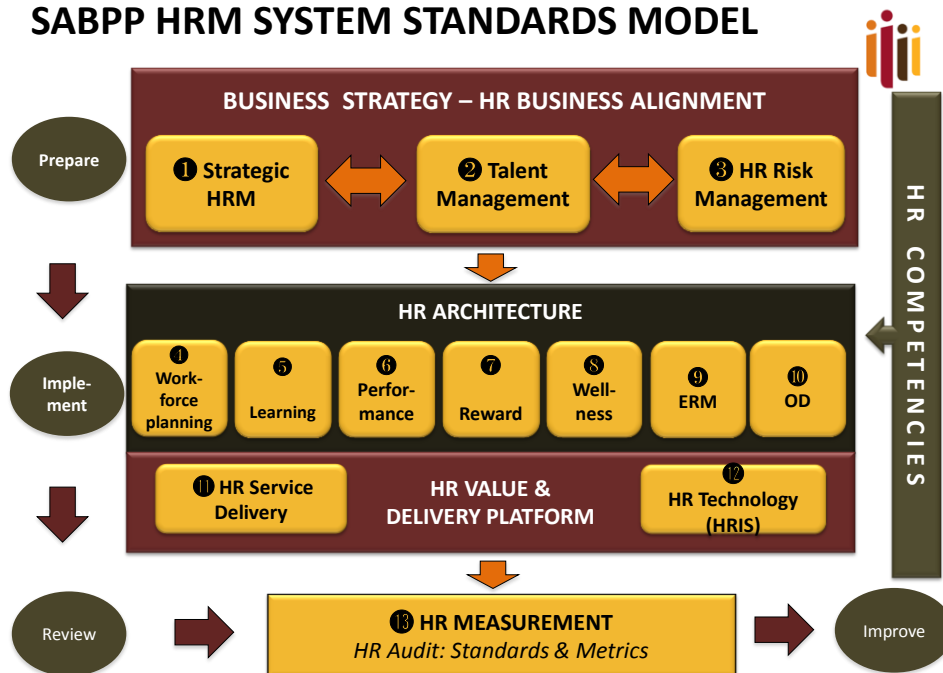 SABPP HRM SYSTEM STANDARDS MODEL
BUSINESS STRATEGY – HR BUSINESS ALIGNMENT
Prepare
❶ Strategic
HRM
❷ Talent
Management
❸ HR Risk
Management
HR ARCHITECTURE
Imple-
ment
❹
Work-
force
planning
❺
Learning
❻
Perfor-
mance
❼
Reward
❽
Well-
ness
❾
ERM
❿
OD
⓫ HR Service
Delivery
HR VALUE &
DELIVERY PLATFORM
⓬
HR Technology
(HRIS)
Review
⓭ HR MEASUREMENT
HR Audit: Standards & Metrics
Improve
HR COMPETENCIES